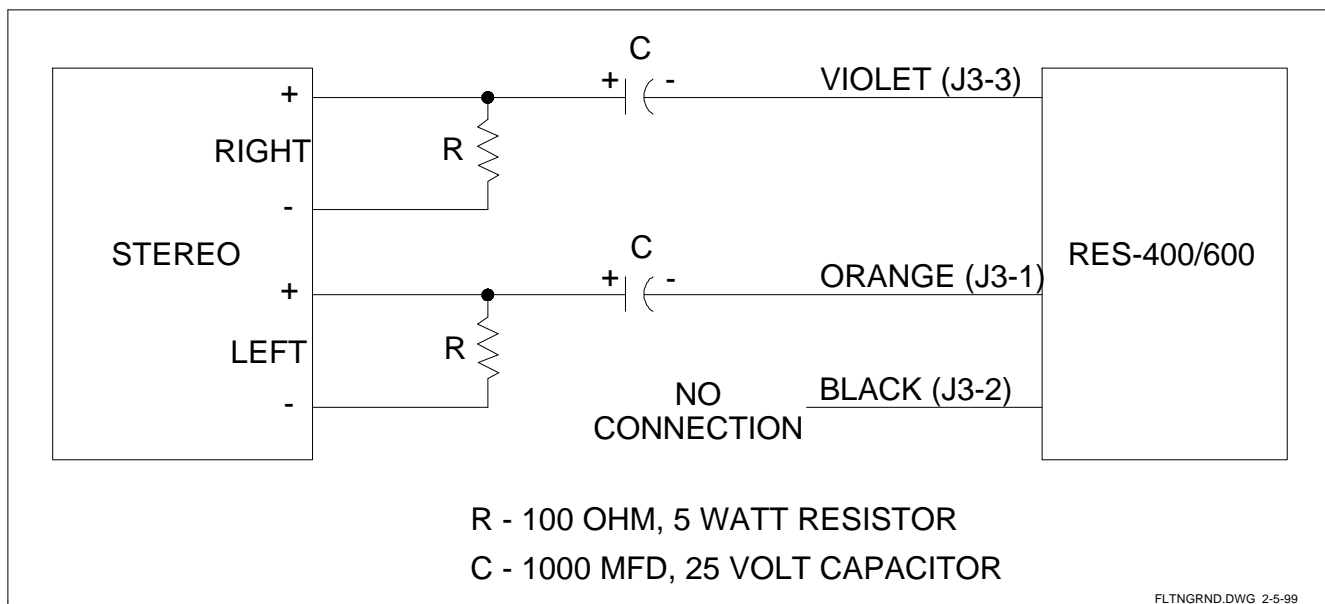 C
+ -
VIOLET (J3-3)
+
RIGHT
R
-
STEREO
C
+ -
ORANGE (J3-1)
RES-400/600
+
LEFT
R
-
NO
CONNECTION
BLACK (J3-2)
R - 100 OHM, 5 WATT RESISTOR
C - 1000 MFD, 25 VOLT CAPACITOR
FLTNGRND.DWG 2-5-99